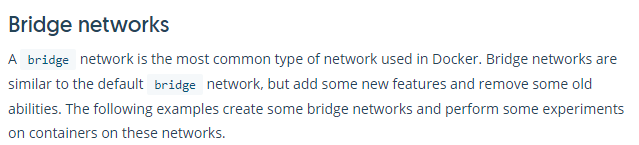 Bridge networks
A bridge network is the most common type of network used in Docker. Bridge networks are
similar to the default bridge network, but add some new features and remove some old
abilities. The following examples create some bridge networks and perform some experiments
on containers on these networks.